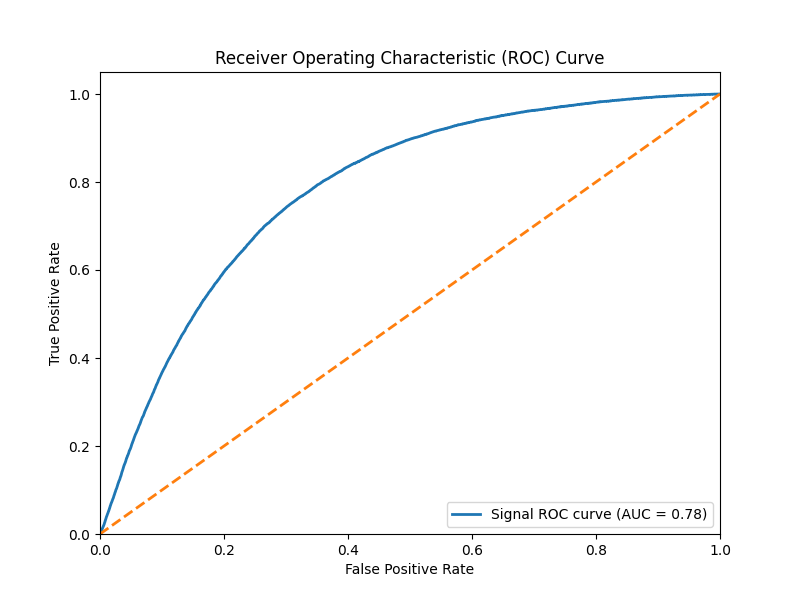 Receiver Operating Characteristic (ROC) Curve
True Positive Rate
1.0
0.8
0.6
0.4
0.2
0.0
Signal ROC curve (AUC = 0.78)
0.0 0.2 0.4 0.6 0.8 1.0
False Positive Rate